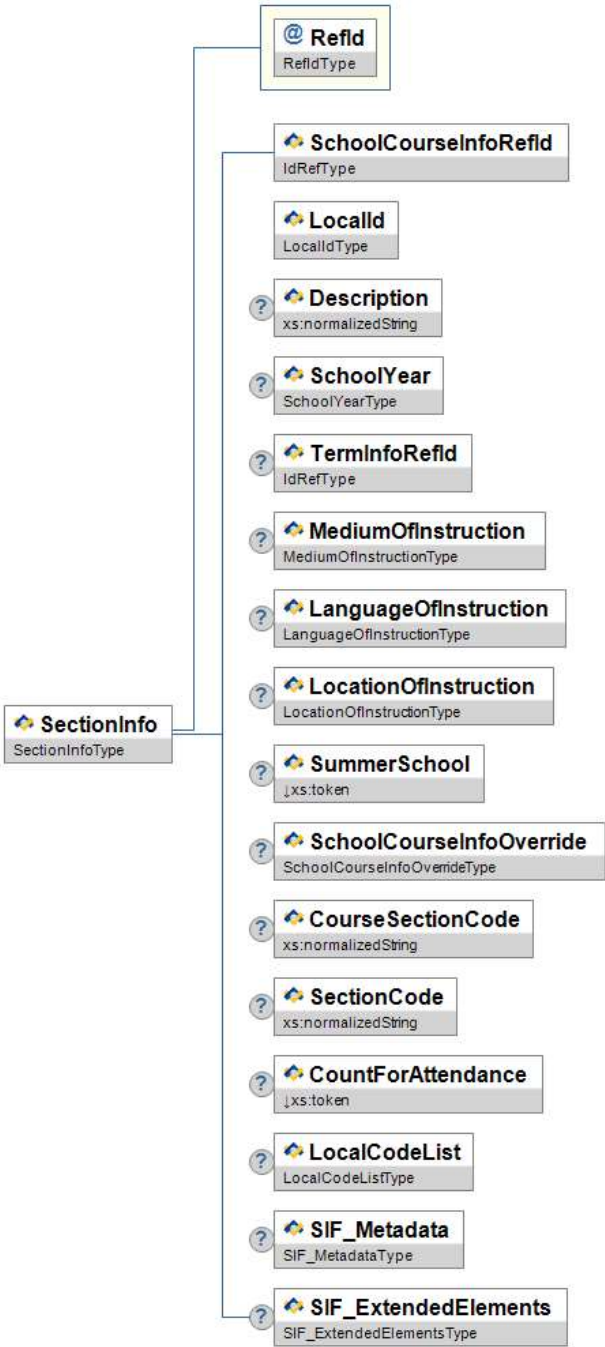 @ RefId
RefIdType
SchoolCourseInfoRefId
IdRefType
LocalId
LocalIdType
? Description
xs:normalizedString
? SchoolYear
SchoolYearType
? TermInfoRefId
IdRefType
? MediumOfInstruction
MediumOfInstructionType
? LanguageOfInstruction
LanguageOfInstructionType
? LocationOfInstruction
LocationOfInstructionType
SectionInfo
SectionInfoType
? SummerSchool
↓xs:token
? SchoolCourseInfoOverride
SchoolCourseInfoOverrideType
? CourseSectionCode
xs:normalizedString
? SectionCode
xs:normalizedString
? CountForAttendance
↓xs:token
? LocalCodeList
LocalCodeListType
? SIF_Metadata
SIF_MetadataType
? SIF_ExtendedElements
SIF_ExtendedElementsType